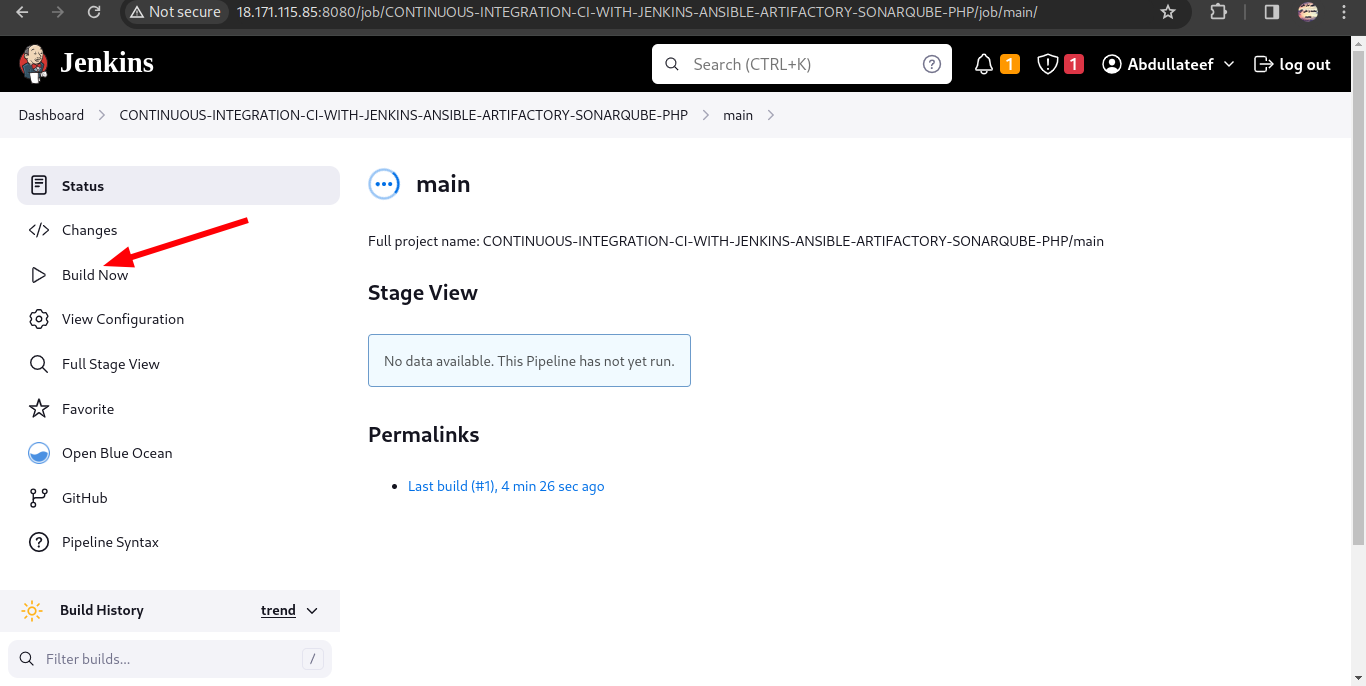 Not secure 18.171.115.85:8080/job/CONTINUOUS-INTEGRATION-CI-WITH-JENKINS-ANSIBLE-ARTIFACTORY-SONARQUBE-PHP/job/main/
Jenkins Search (CTRL+K) ? 1 1 Abdullateef log out
Dashboard CONTINUOUS-INTEGRATION-CI-WITH-JENKINS-ANSIBLE-ARTIFACTORY-SONARQUBE-PHP main
Status
Changes
Build Now
View Configuration
Full Stage View
Favorite
Open Blue Ocean
GitHub
Pipeline Syntax
Build History trend
Filter builds... /
main
Full project name: CONTINUOUS-INTEGRATION-CI-WITH-JENKINS-ANSIBLE-ARTIFACTORY-SONARQUBE-PHP/main
Stage View
No data available. This Pipeline has not yet run.
Permalinks
Last build (#1), 4 min 26 sec ago